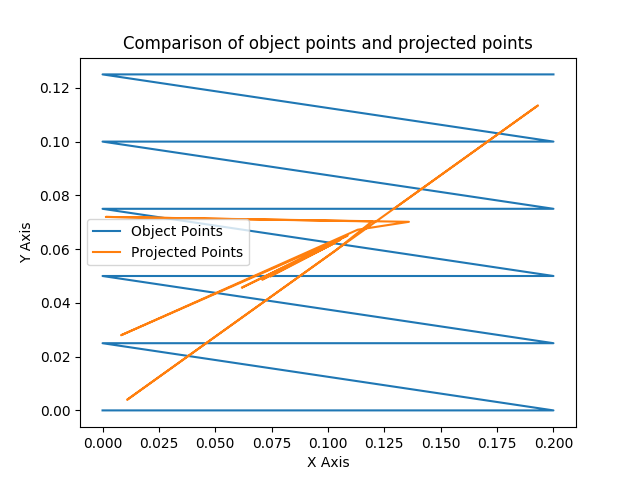 Comparison of object points and projected points
0.12
0.10
0.08
0.06
0.04
0.02
0.00
Y Axis
Object Points
Projected Points
0.000 0.025 0.050 0.075 0.100 0.125 0.150 0.175 0.200
X Axis